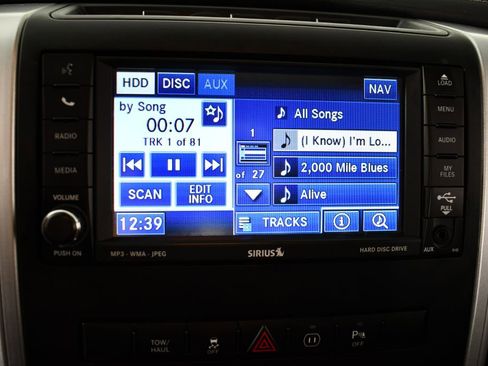 HDD DISC AUX NAV
by Song
00:07
TRK 1 of 81
SCAN EDIT INFO
12:39
1
of 27
All Songs
(I Know) I'm Lo...
2,000 Mile Blues
Alive
TRACKS
RADIO
MEDIA
VOLUME
PUSH ON
LOAD
MENU
AUDIO
MY FILES
PULL
AUX
MP3 · WMA · JPEG
SIRIUS
HARD DISC DRIVE
TOW/
HAUL
OFF
P
OFF